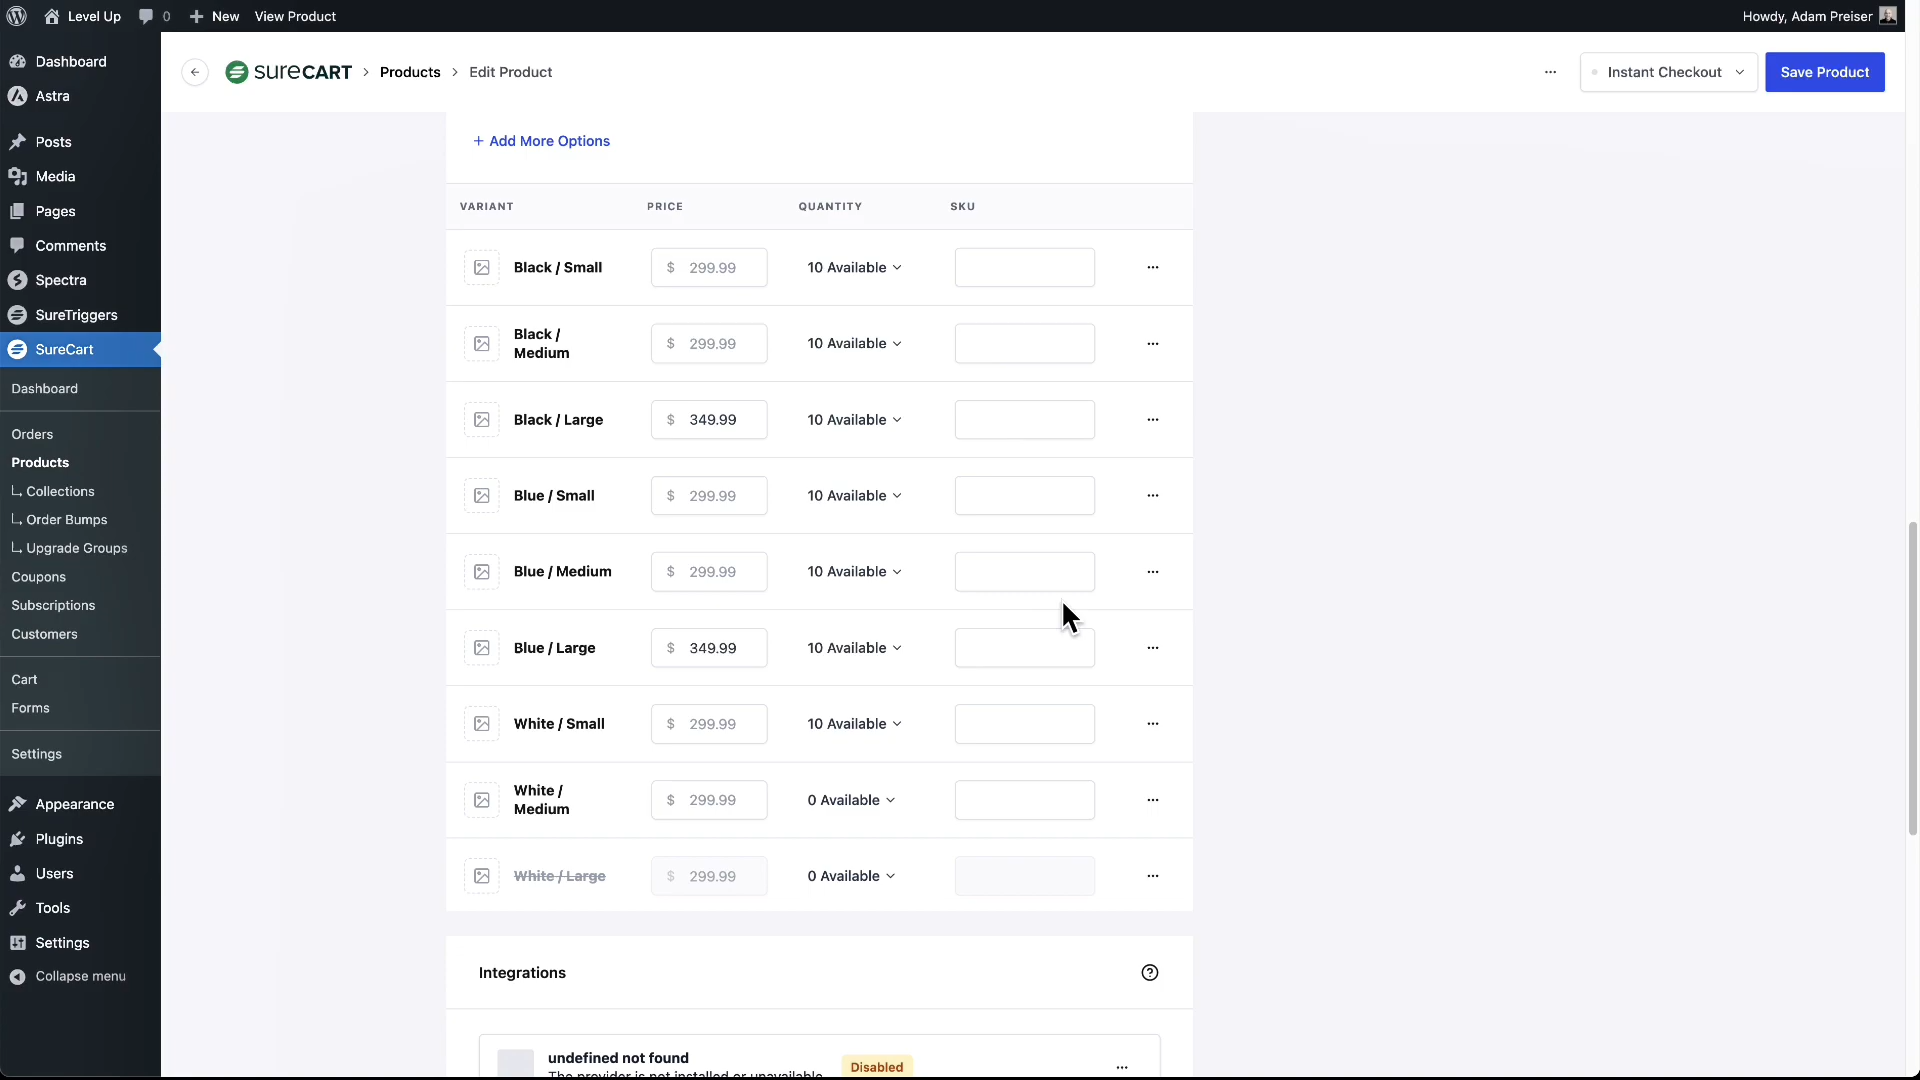 Level Up 0 New View Product Howdy, Adam Preiser
Dashboard
Astra
Posts
Media
Pages
Comments
Spectra
SureTriggers
SureCart
Dashboard
Orders
Products
Collections
Order Bumps
Upgrade Groups
Coupons
Subscriptions
Customers
Cart
Forms
Settings
Appearance
Plugins
Users
Tools
Settings
Collapse menu
SURECART > Products > Edit Product ... Instant Checkout Save Product
+ Add More Options
VARIANT PRICE QUANTITY SKU
Black / Small $ 299.99 10 Available ...
Black /
Medium $ 299.99 10 Available ...
Black / Large $ 349.99 10 Available ...
Blue / Small $ 299.99 10 Available ...
Blue / Medium $ 299.99 10 Available ...
Blue / Large $ 349.99 10 Available ...
White / Small $ 299.99 10 Available ...
White /
Medium $ 299.99 0 Available ...
White / Large $ 299.99 0 Available ...
Integrations ?
undefined not found
The provider is not installed or unavailable Disabled ...